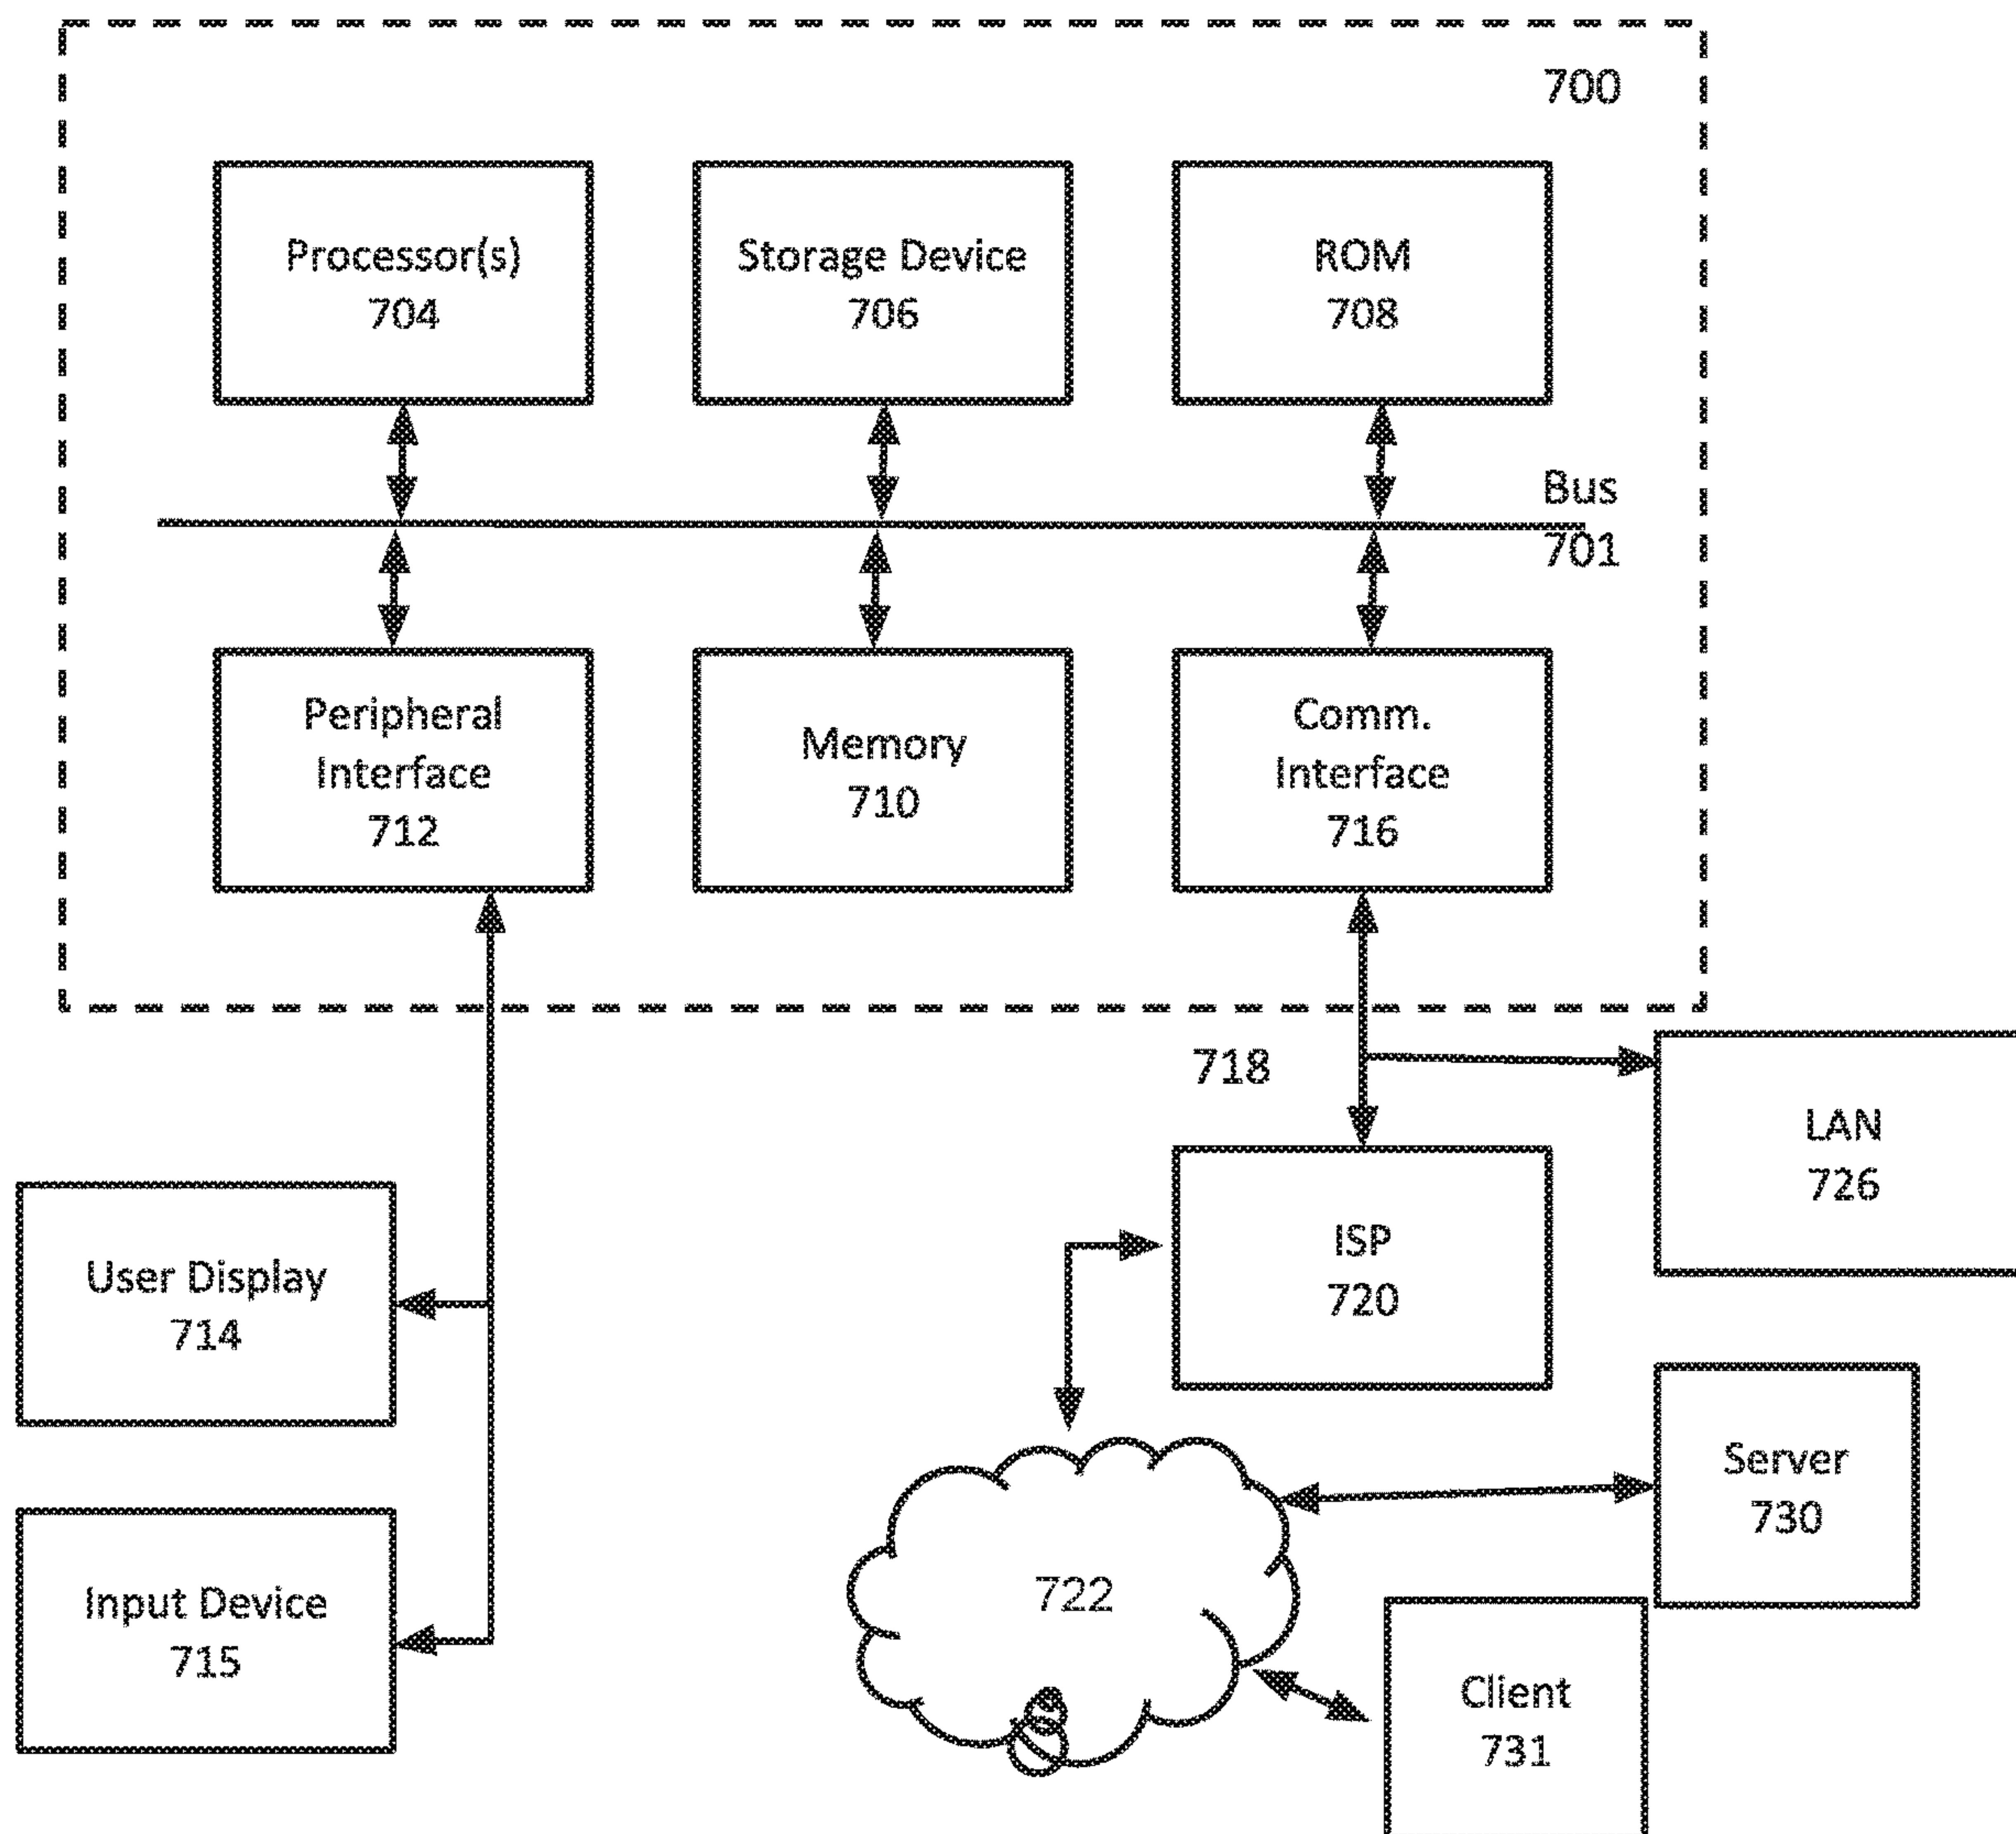 700
Processor(s)
704
Storage Device
706
ROM
708
Bus
701
Peripheral
Interface
712
Memory
710
Comm.
Interface
716
718
LAN
726
User Display
714
ISP
720
Server
730
Input Device
715
722
Client
731